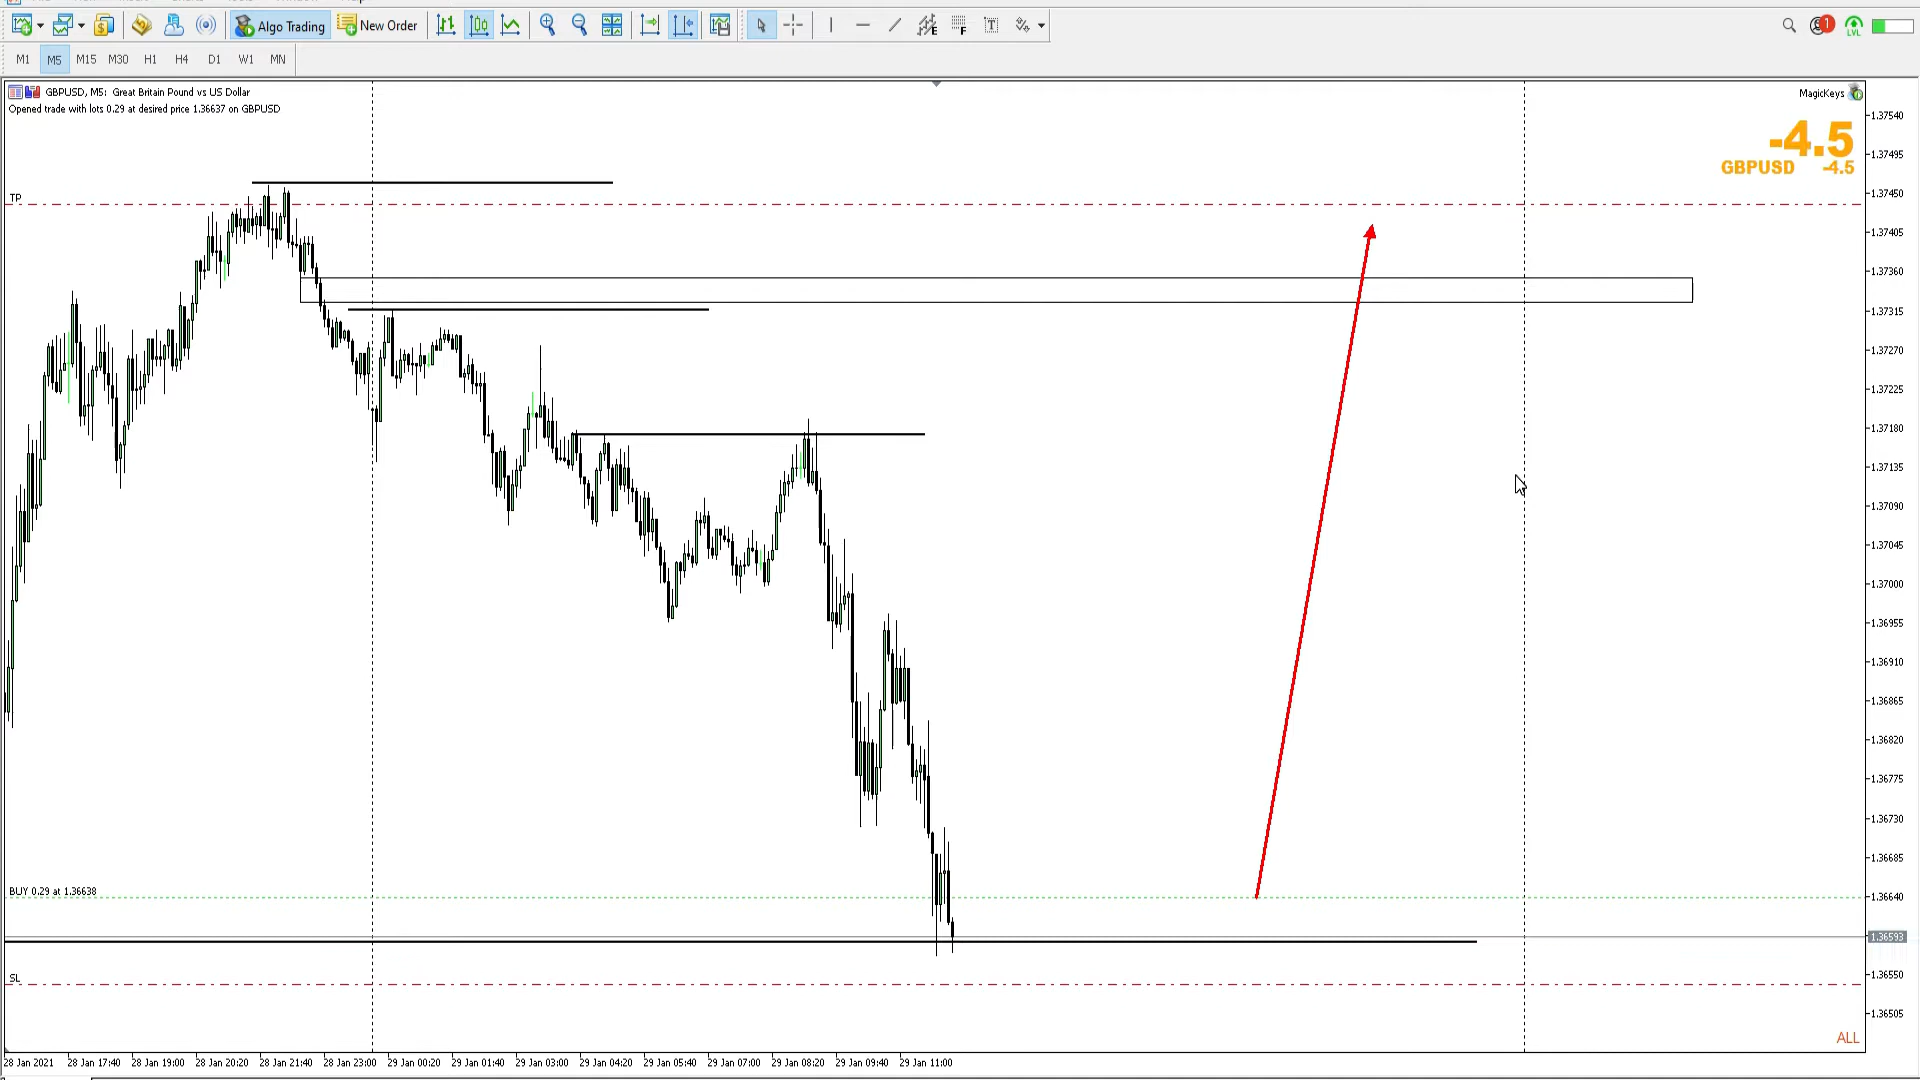 Algo Trading New Order
M1 M5 M15 M30 H1 H4 D1 W1 MN
GBPUSD, M5: Great Britain Pound vs US Dollar
Opened trade with lots 0.29 at desired price 1.36637 on GBPUSD
MagicKeys
-4.5
GBPUSD -4.5
TP
BUY 0.29 at 1.36638
SL
ALL
1.37540
1.37495
1.37450
1.37405
1.37360
1.37315
1.37270
1.37225
1.37180
1.37135
1.37090
1.37045
1.37000
1.36955
1.36910
1.36865
1.36820
1.36775
1.36730
1.36685
1.36640
1.36593
1.36550
1.36505
28 Jan 2021 28 Jan 17:40 28 Jan 19:00 28 Jan 20:20 28 Jan 21:40 28 Jan 23:00 29 Jan 00:20 29 Jan 01:40 29 Jan 03:00 29 Jan 04:20 29 Jan 05:40 29 Jan 07:00 29 Jan 08:20 29 Jan 09:40 29 Jan 11:00